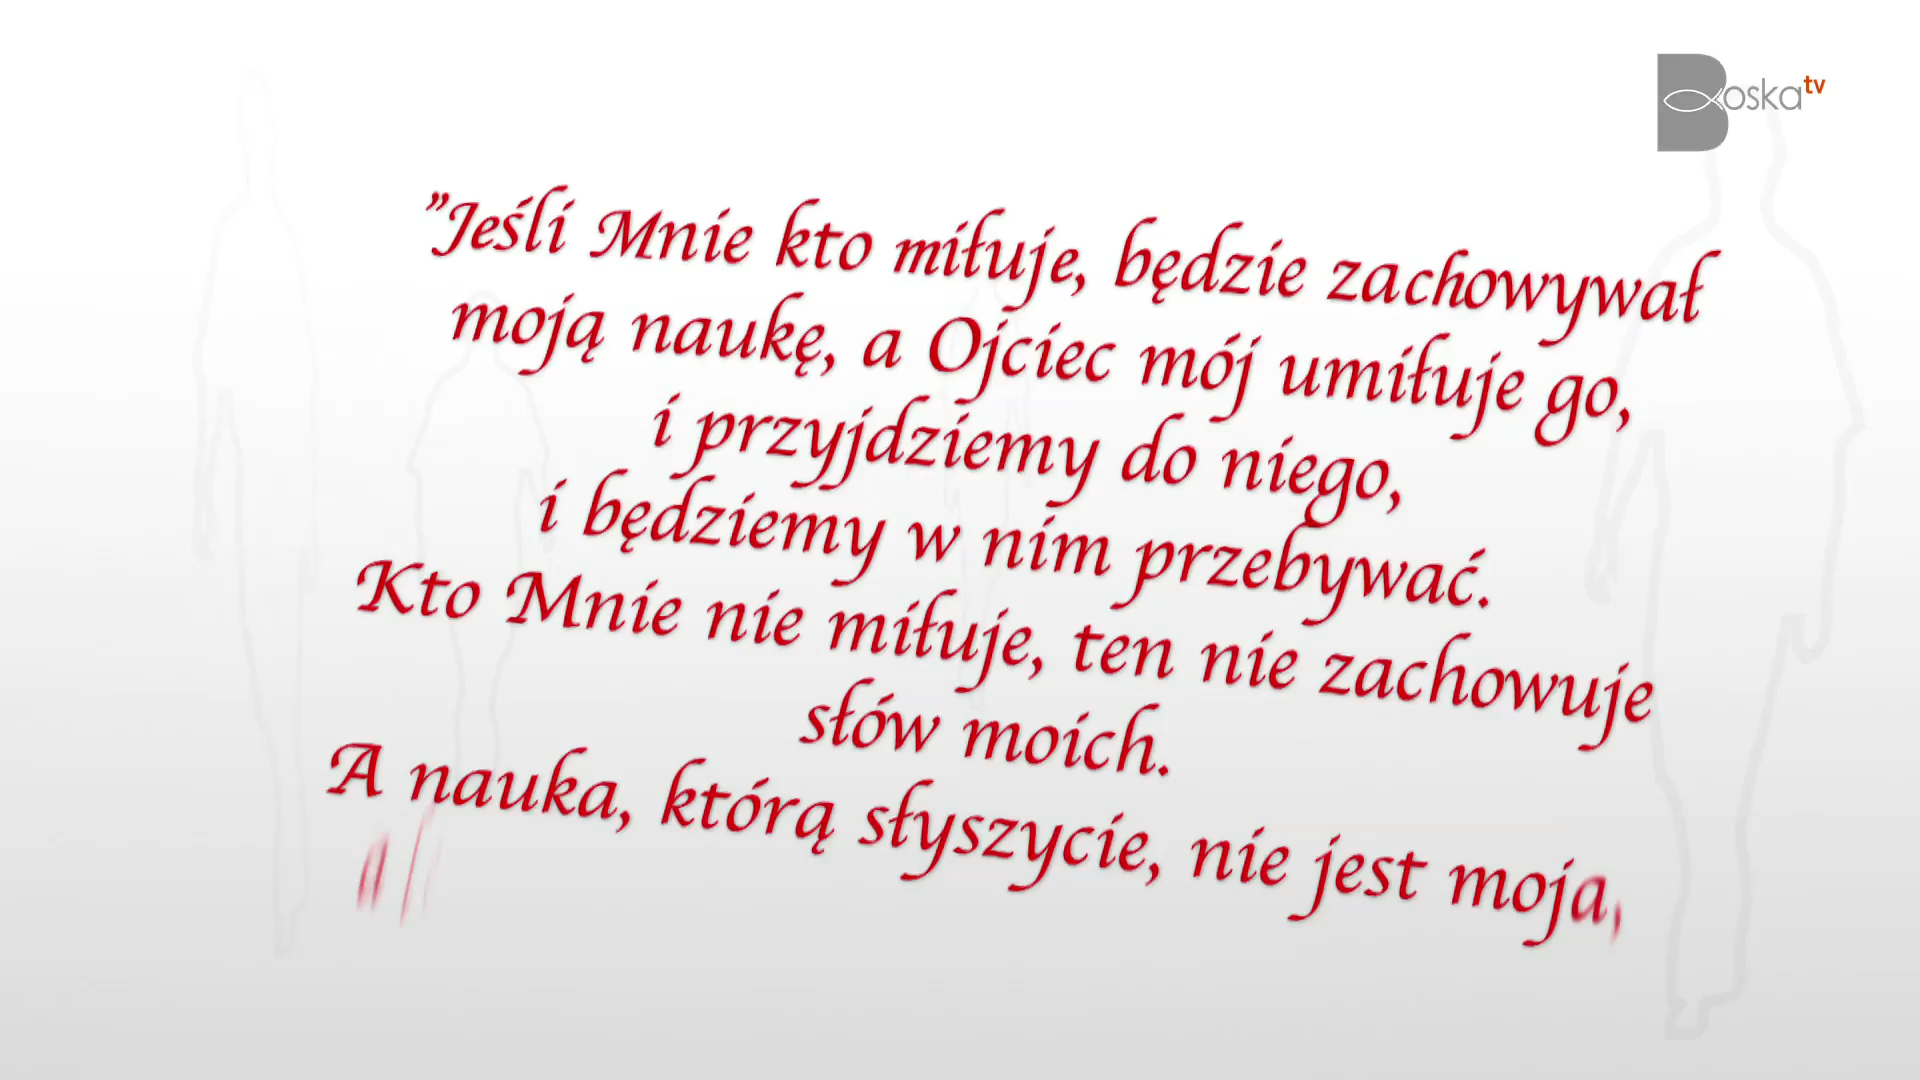 Boska tv
"Jeśli Mnie kto miłuje, będzie zachowywał
moją naukę, a Ojciec mój umiłuje go,
i przyjdziemy do niego,
i będziemy w nim przebywać.
Kto Mnie nie miłuje, ten nie zachowuje
słów moich.
A nauka, którą słyszycie, nie jest moja,